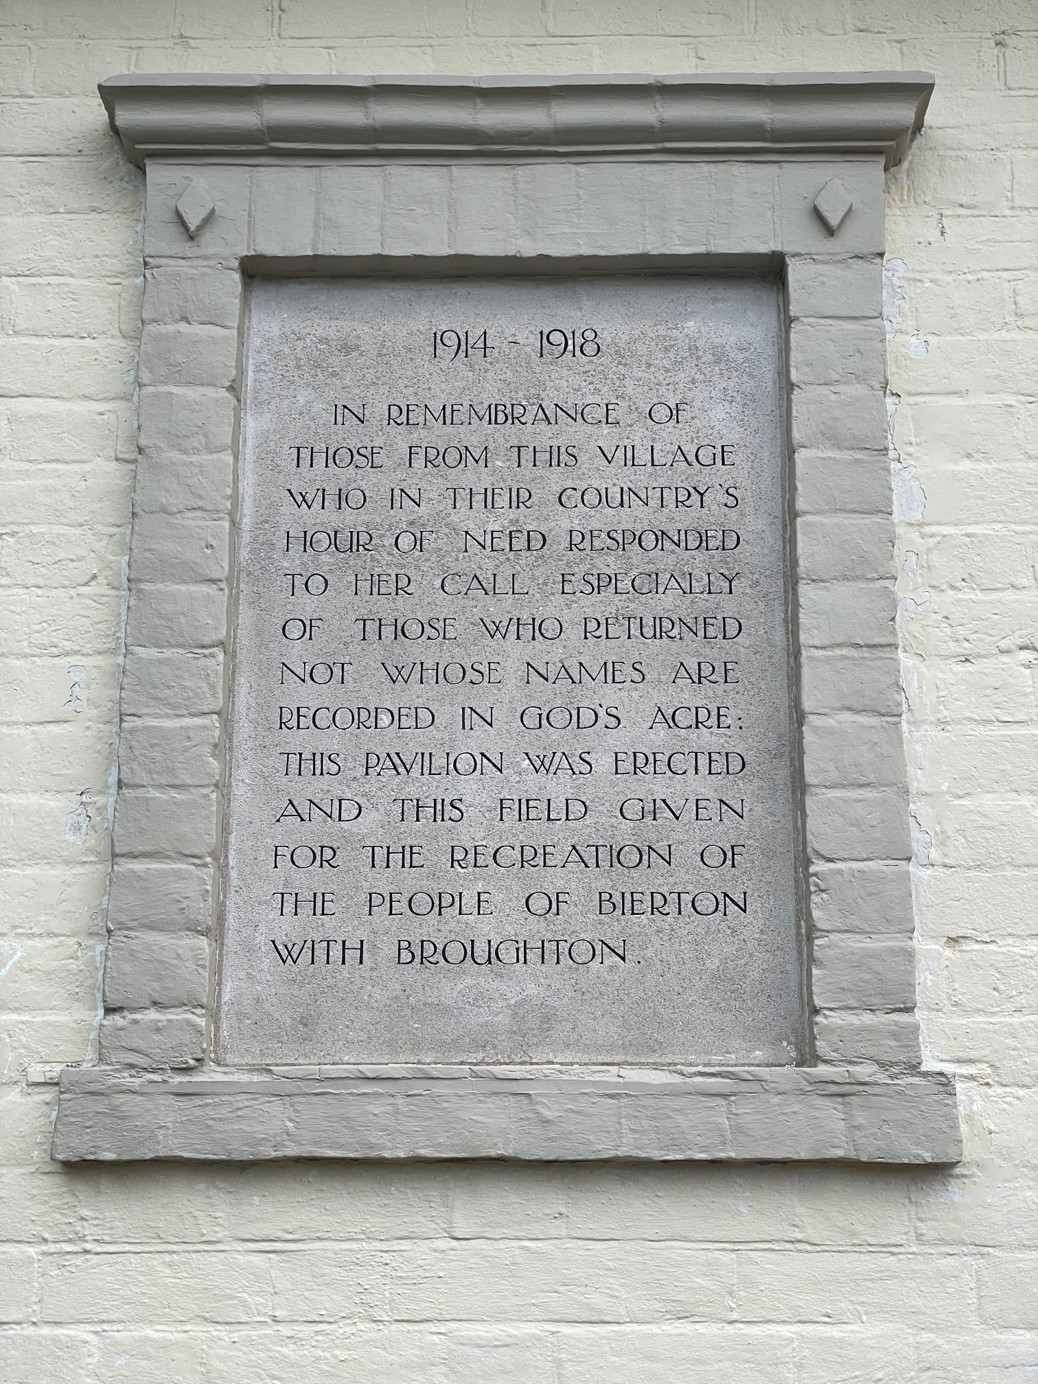 1914 - 1918
IN REMEMBRANCE OF
THOSE FROM THIS VILLAGE
WHO IN THEIR COUNTRY'S
HOUR OF NEED RESPONDED
TO HER CALL ESPECIALLY
OF THOSE WHO RETURNED
NOT WHOSE NAMES ARE
RECORDED IN GOD'S ACRE:
THIS PAVILION WAS ERECTED
AND THIS FIELD GIVEN
FOR THE RECREATION OF
THE PEOPLE OF BIERTON
WITH BROUGHTON.